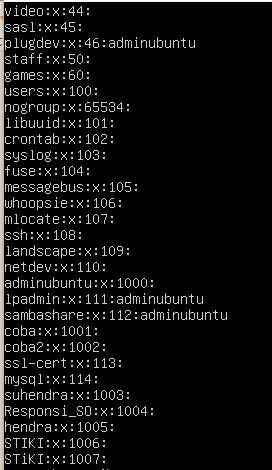 video:x:44:
sasl:x:45:
plugdev:x:46:adminubuntu
staff:x:50:
games:x:60:
users:x:100:
nogroup:x:65534:
libuuid:x:101:
crontab:x:102:
syslog:x:103:
fuse:x:104:
messagebus:x:105:
whoopsie:x:106:
mlocate:x:107:
ssh:x:108:
landscape:x:109:
netdev:x:110:
adminubuntu:x:1000:
lpadmin:x:111:adminubuntu
sambashare:x:112:adminubuntu
coba:x:1001:
coba2:x:1002:
ssl-cert:x:113:
mysql:x:114:
suhendra:x:1003:
Responsi_SO:x:1004:
hendra:x:1005:
STIKI:x:1006:
STiKI:x:1007: